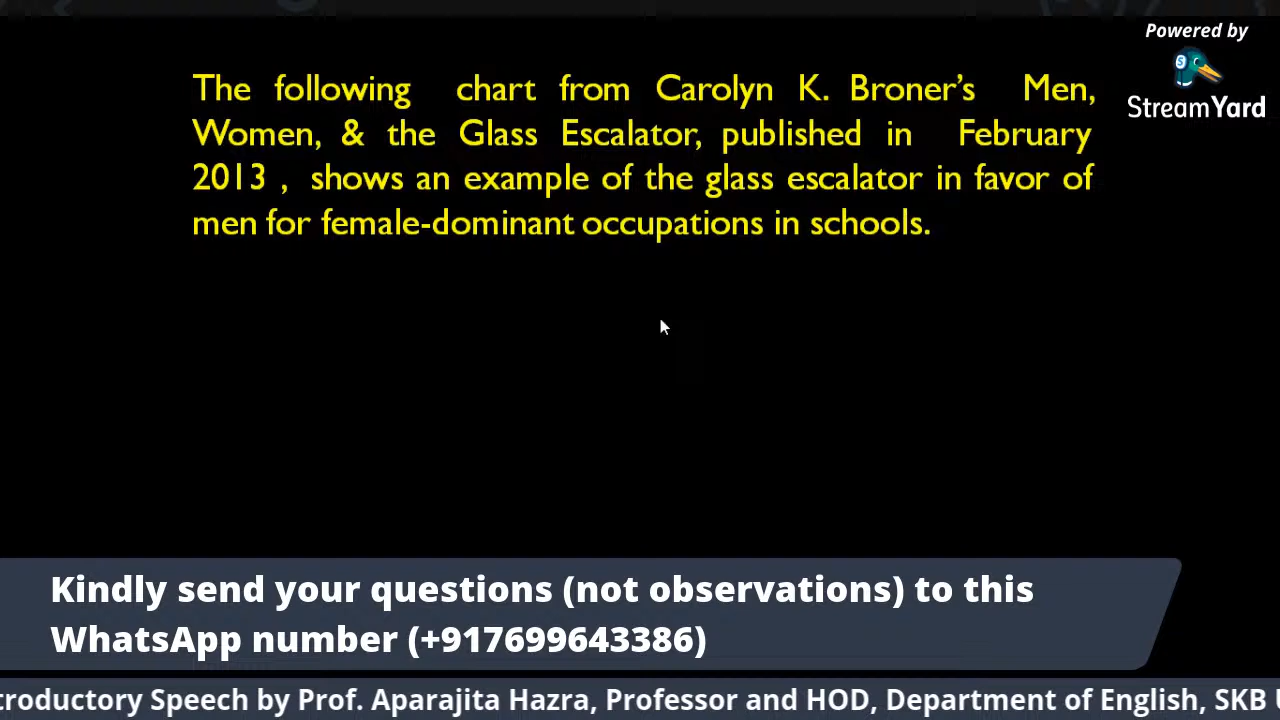 Powered by
StreamYard
The following chart from Carolyn K. Broner's Men,
Women, & the Glass Escalator, published in February
2013 , shows an example of the glass escalator in favor of
men for female-dominant occupations in schools.
Kindly send your questions (not observations) to this
WhatsApp number (+917699643386)
troductory Speech by Prof. Aparajita Hazra, Professor and HOD, Department of English, SKB